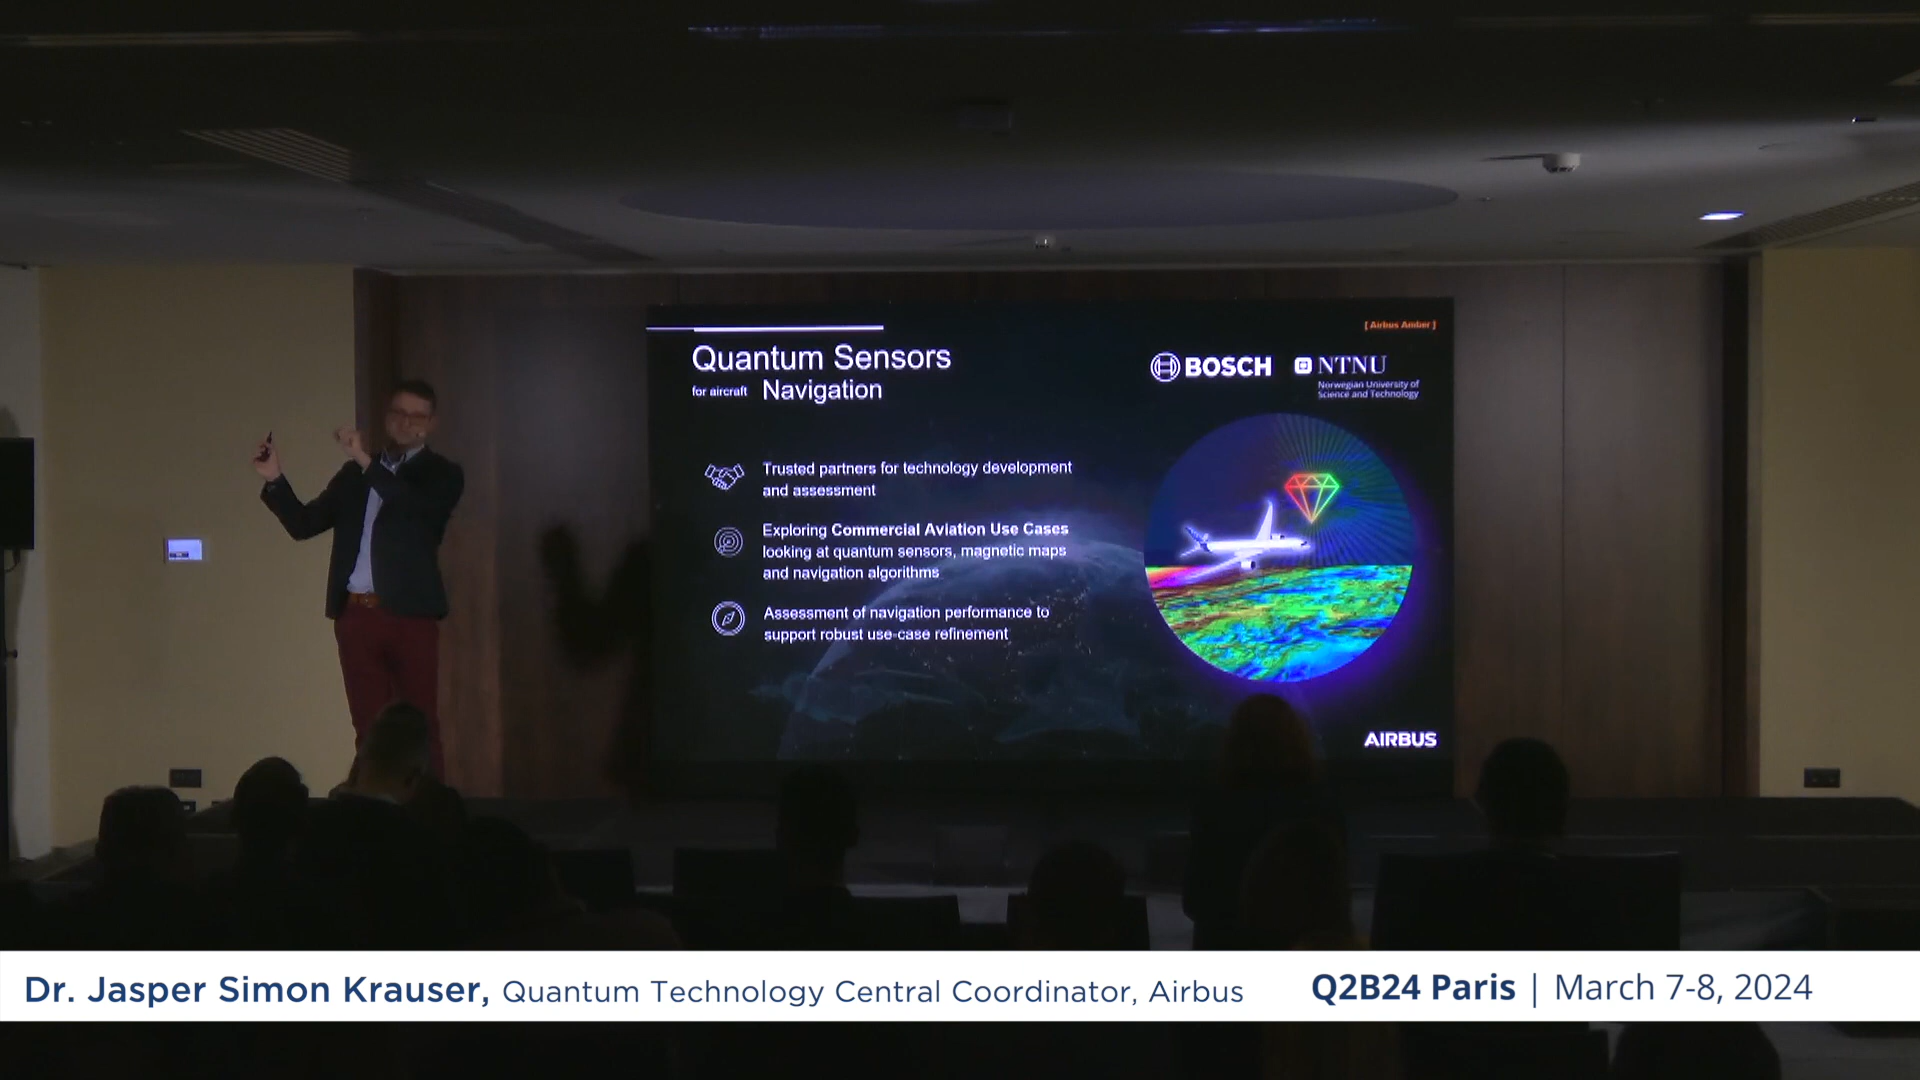 [ Airbus Amber ]
Quantum Sensors
for aircraft Navigation
BOSCH
NTNU
Norwegian University of
Science and Technology
Trusted partners for technology development
and assessment
Exploring Commercial Aviation Use Cases
looking at quantum sensors, magnetic maps
and navigation algorithms
Assessment of navigation performance to
support robust use-case refinement
AIRBUS
Dr. Jasper Simon Krauser, Quantum Technology Central Coordinator, Airbus
Q2B24 Paris | March 7-8, 2024